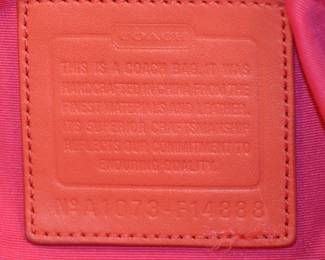 COACH
THIS IS A COACH BAG. IT WAS
HANDCRAFTED IN CHINA FROM THE
FINEST MATERIALS AND LEATHER.
ITS SUPERIOR CRAFTSMANSHIP
REFLECTS OUR COMMITMENT TO
ENDURING QUALITY.
Nº A1073-F14888